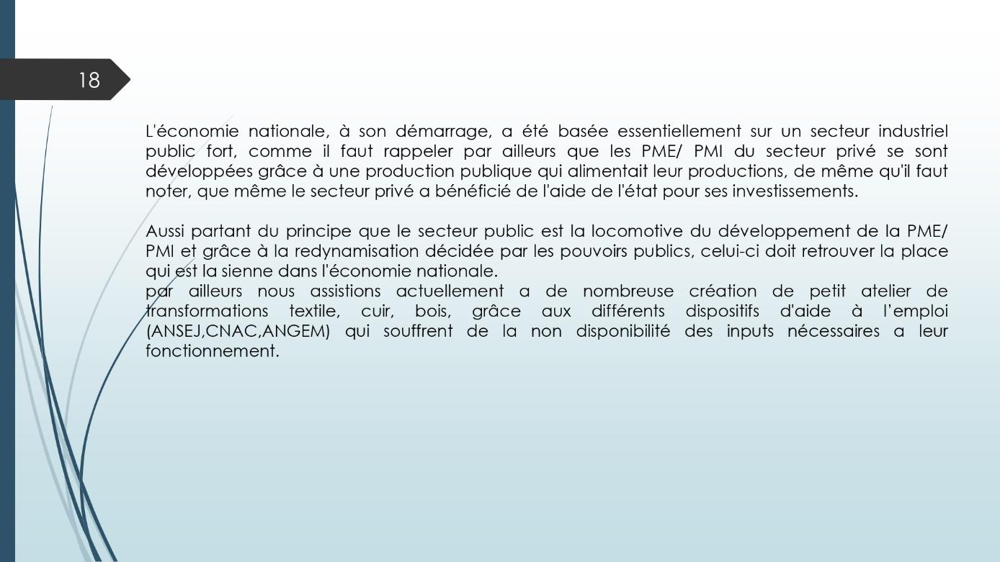 18
L'économie nationale, à son démarrage, a été basée essentiellement sur un secteur industriel
public fort, comme il faut rappeler par ailleurs que les PME/ PMI du secteur privé se sont
développées grâce à une production publique qui alimentait leur productions, de même qu'il faut
noter, que même le secteur privé a bénéficié de l'aide de l'état pour ses investissements.
Aussi partant du principe que le secteur public est la locomotive du développement de la PME/
PMI et grâce à la redynamisation décidée par les pouvoirs publics, celui-ci doit retrouver la place
qui est la sienne dans l'économie nationale.
par ailleurs nous assistions actuellement a de nombreuse création de petit atelier de
transformations textile, cuir, bois, grâce aux différents dispositifs d'aide à l’emploi
(ANSEJ,CNAC,ANGEM) qui souffrent de la non disponibilité des inputs nécessaires a leur
fonctionnement.